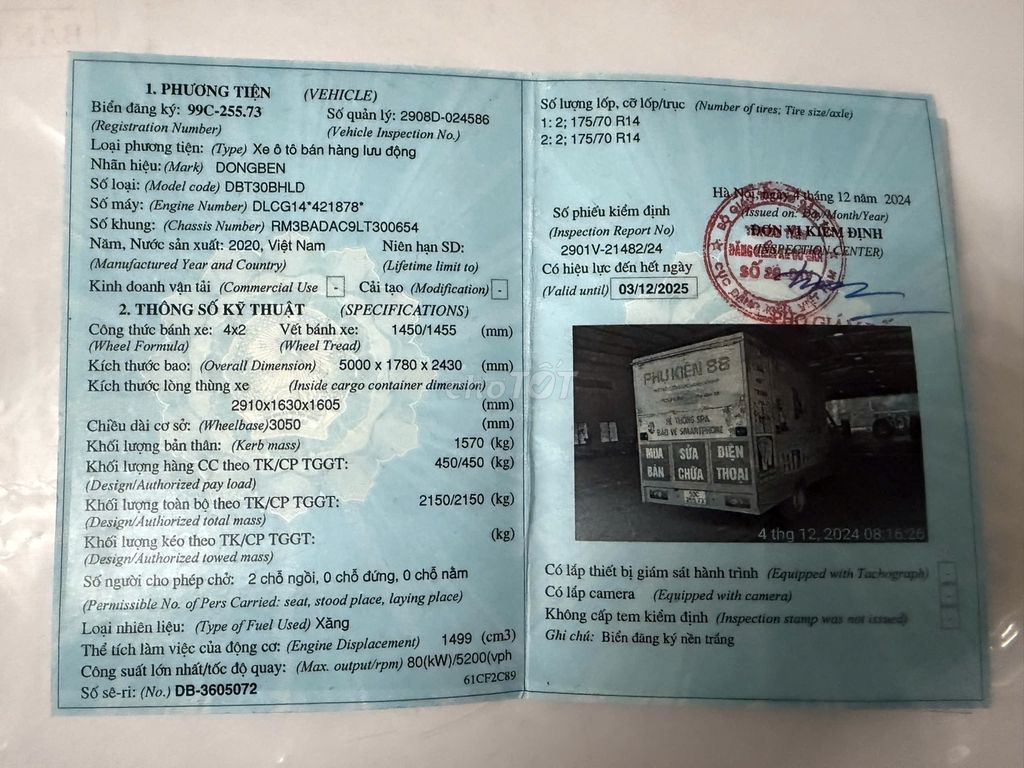 1. PHƯƠNG TIỆN (VEHICLE)
Biển đăng ký: 99C-255.73 Số quản lý: 2908D-024586
(Registration Number) (Vehicle Inspection No.)
Loại phương tiện: (Type) Xe ô tô bán hàng lưu động
Nhãn hiệu: (Mark) DONGBEN
Số loại: (Model code) DBT30BHLD
Số máy: (Engine Number) DLCG14*421878*
Số khung: (Chassis Number) RM3BADAC9LT300654
Năm, Nước sản xuất: 2020, Việt Nam Niên hạn SD:
(Manufactured Year and Country) (Lifetime limit to)
Kinh doanh vận tải (Commercial Use - Cải tạo (Modification) -
2. THÔNG SỐ KỸ THUẬT (SPECIFICATIONS)
Công thức bánh xe: 4x2 Vết bánh xe: 1450/1455 (mm)
(Wheel Formula) (Wheel Tread)
Kích thước bao: (Overall Dimension) 5000 x 1780 x 2430 (mm)
Kích thước lòng thùng xe (Inside cargo container dimension)
2910x1630x1605 (mm)
Chiều dài cơ sở: (Wheelbase)3050 (mm)
Khối lượng bản thân: (Kerb mass) 1570 (kg)
Khối lượng hàng CC theo TK/CP TGGT: 450/450 (kg)
(Design/Authorized pay load)
Khối lượng toàn bộ theo TK/CP TGGT: 2150/2150 (kg)
(Design/Authorized total mass)
Khối lượng kéo theo TK/CP TGGT: (kg)
(Design/Authorized towed mass)
Số người cho phép chở: 2 chỗ ngồi, 0 chỗ đứng, 0 chỗ nằm
(Permissible No. of Pers Carried: seat, stood place, laying place)
Loại nhiên liệu: (Type of Fuel Used) Xăng
Thể tích làm việc của động cơ: (Engine Displacement) 1499 (cm3)
Công suất lớn nhất/tốc độ quay: (Max. output/rpm) 80(kW)/5200(vph
61CF2C89
Số sê-ri: (No.) DB-3605072
Số lượng lốp, cỡ lốp/trục (Number of tires; Tire size/axle)
1: 2; 175/70 R14
2: 2; 175/70 R14
Hà Nội, ngày 4 tháng 12 năm 2024
Số phiếu kiểm định (Issued on: Day/Month/Year)
(Inspection Report No) ĐƠN VỊ KIỂM ĐỊNH
2901V-21482/24 (INSPECTION CENTER)
Có hiệu lực đến hết ngày
(Valid until) 03/12/2025
PHÓ GIÁM
chợTỐT
PHỤ KIỆN 88
HỆ THỐNG SPA
BẢO VỆ SMARTPHONE
MUA SỬA ĐIỆN
BÁN CHỮA THOẠI
4 thg 12, 2024 08:16:26
Có lắp thiết bị giám sát hành trình (Equipped with Tachograph) -
Có lắp camera (Equipped with camera) -
Không cấp tem kiểm định (Inspection stamp was not issued) -
Ghi chú: Biển đăng ký nền trắng